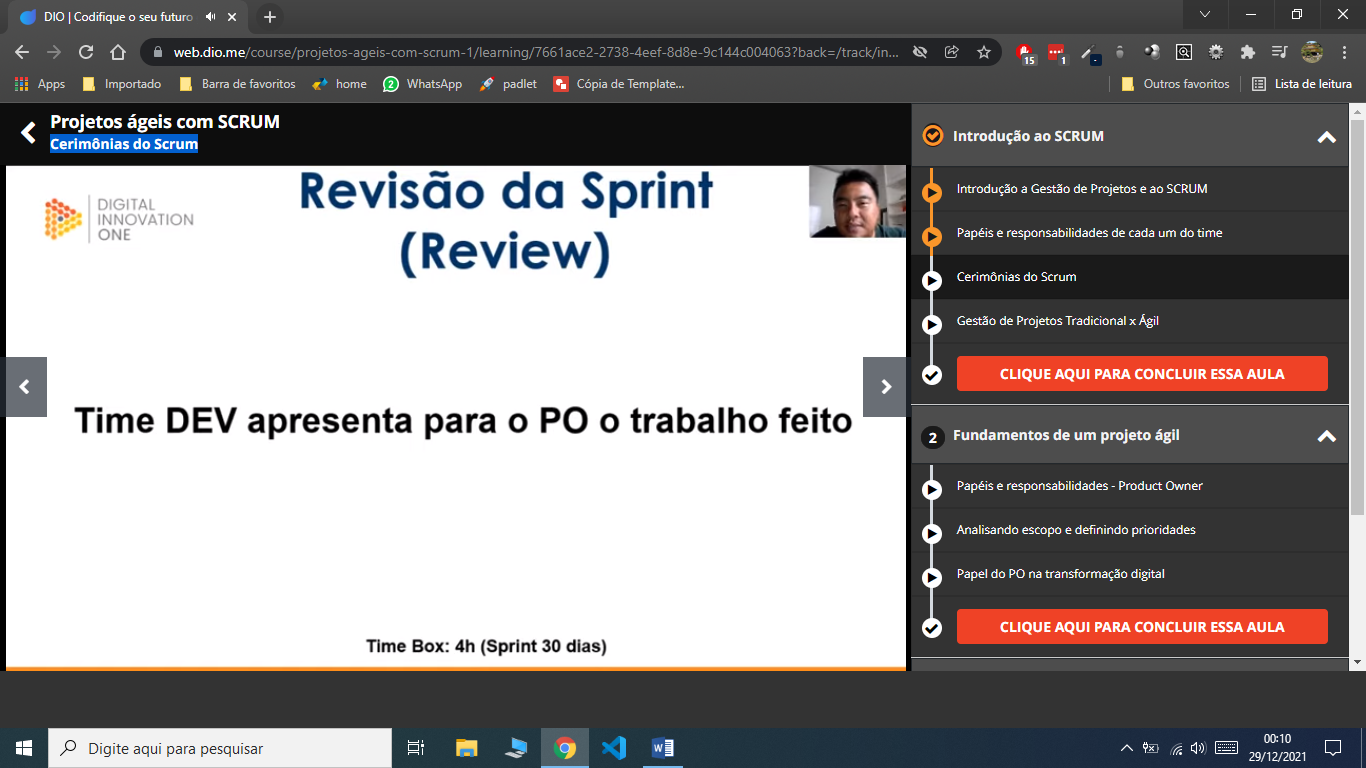 DIO | Codifique o seu futuro
web.dio.me/course/projetos-ageis-com-scrum-1/learning/7661ace2-2738-4eef-8d8e-9c144c004063?back=/track/in...
15
1
Apps
Importado
Barra de favoritos
home
2
WhatsApp
padlet
Cópia de Template...
Outros favoritos
Lista de leitura
Projetos ágeis com SCRUM
Cerimônias do Scrum
DIGITAL
INNOVATION
ONE
Revisão da Sprint
(Review)
Time DEV apresenta para o PO o trabalho feito
Time Box: 4h (Sprint 30 dias)
Introdução ao SCRUM
Introdução a Gestão de Projetos e ao SCRUM
Papéis e responsabilidades de cada um do time
Cerimônias do Scrum
Gestão de Projetos Tradicional x Ágil
CLIQUE AQUI PARA CONCLUIR ESSA AULA
2 Fundamentos de um projeto ágil
Papéis e responsabilidades - Product Owner
Analisando escopo e definindo prioridades
Papel do PO na transformação digital
CLIQUE AQUI PARA CONCLUIR ESSA AULA
Digite aqui para pesquisar
00:10
29/12/2021